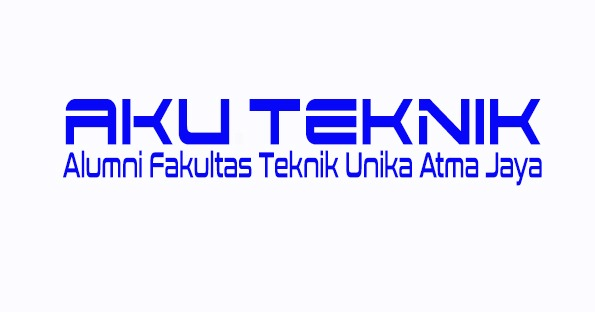 AKU TEKNIK
Alumni Fakultas Teknik Unika Atma Jaya